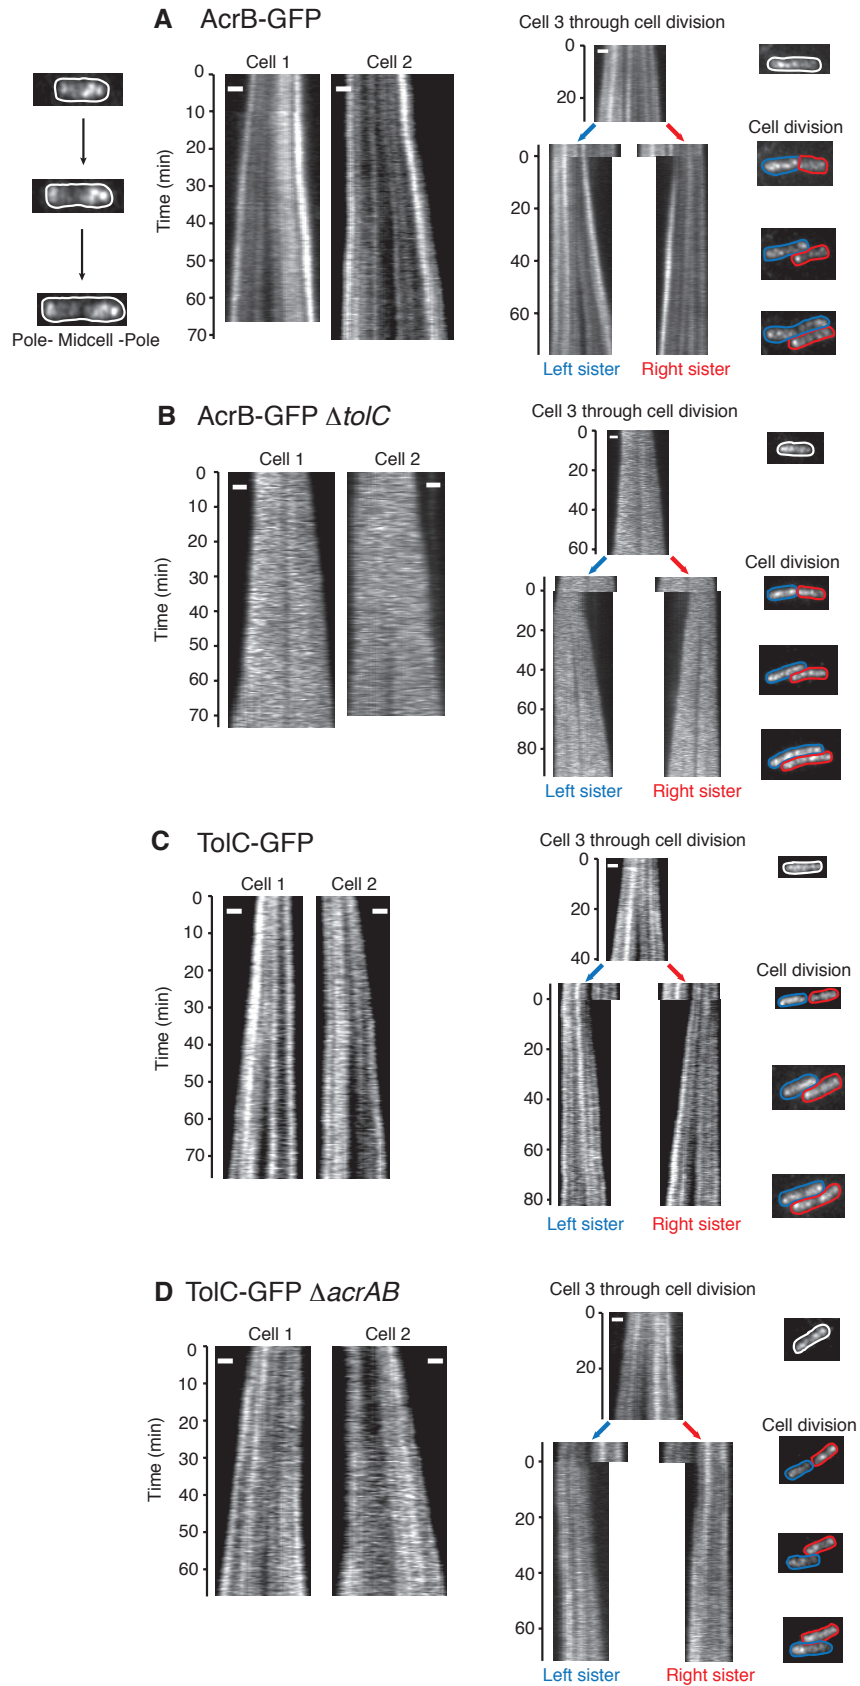 A AcrB-GFP
Cell 3 through cell division
Cell 1
Cell 2
0
10
20
30
40
50
60
70
Time (min)
Pole- Midcell -Pole
0
20
0
20
40
60
Cell division
Left sister
Right sister
B AcrB-GFP ΔtolC
Cell 3 through cell division
Cell 1
Cell 2
0
10
20
30
40
50
60
70
Time (min)
0
20
40
60
0
20
40
60
80
Cell division
Left sister
Right sister
C TolC-GFP
Cell 3 through cell division
Cell 1
Cell 2
0
10
20
30
40
50
60
70
Time (min)
0
20
40
0
20
40
60
80
Cell division
Left sister
Right sister
D TolC-GFP ΔacrAB
Cell 3 through cell division
Cell 1
Cell 2
0
10
20
30
40
50
60
Time (min)
0
20
0
20
40
60
Cell division
Left sister
Right sister